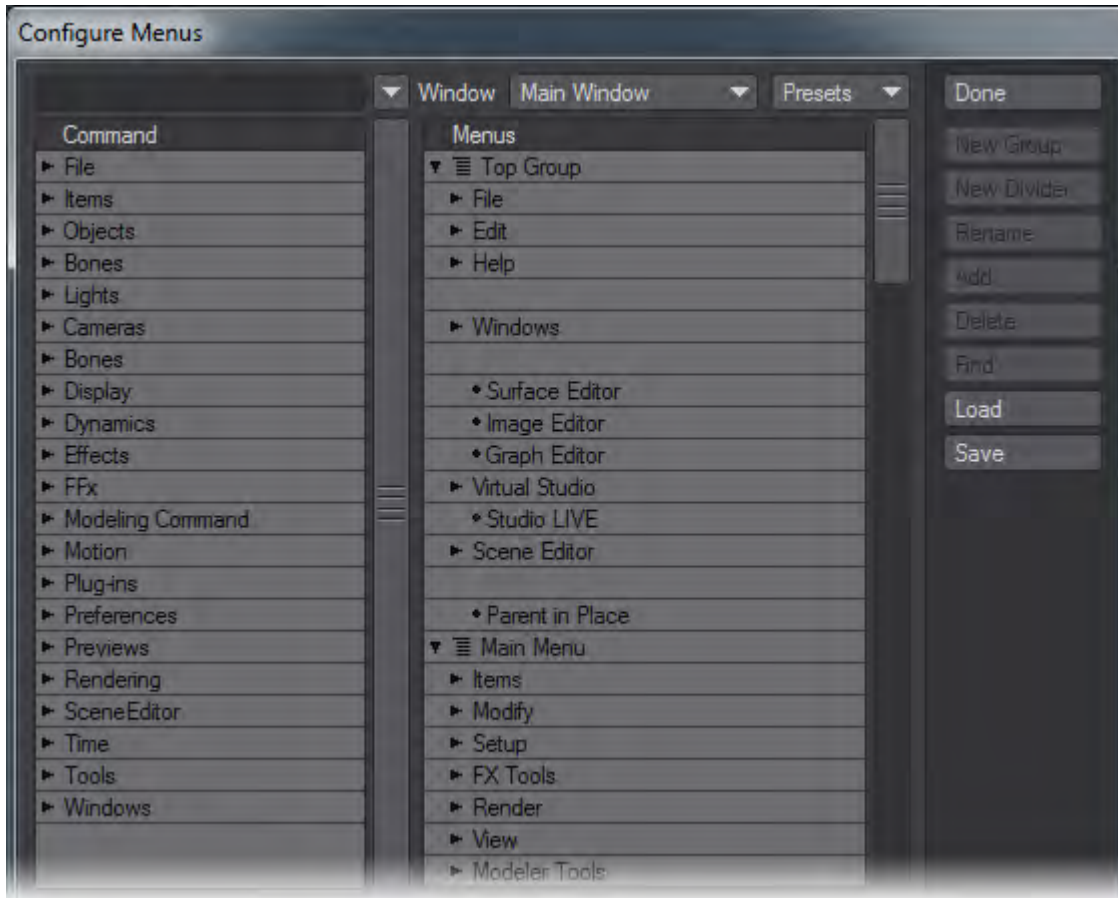 Configure Menus
Window Main Window Presets
Command
File
Items
Objects
Bones
Lights
Cameras
Bones
Display
Dynamics
Effects
FFx
Modeling Command
Motion
Plug-ins
Preferences
Previews
Rendering
SceneEditor
Time
Tools
Windows
Menus
Top Group
File
Edit
Help
Windows
Surface Editor
Image Editor
Graph Editor
Virtual Studio
Studio LIVE
Scene Editor
Parent in Place
Main Menu
Items
Modify
Setup
FX Tools
Render
View
Modeler Tools
Done
New Group
New Divider
Rename
Add
Delete
Find
Load
Save